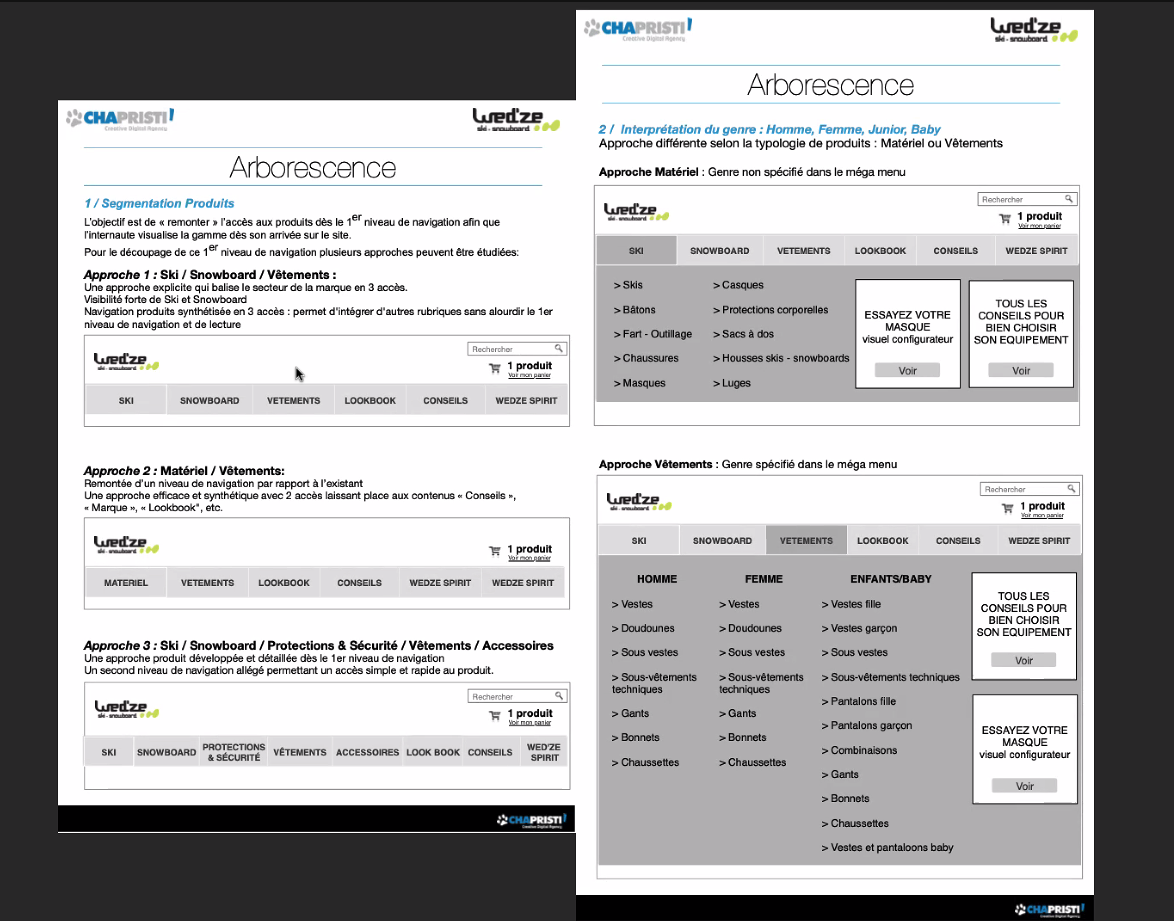 CHAPRISTI!
Creative Digital Agency
Wed'ze
ski - snowboard
Arborescence
1 / Segmentation Produits
L'objectif est de « remonter » l'accès aux produits dès le 1er niveau de navigation afin que
l'internaute visualise la gamme dès son arrivée sur le site.
Pour le découpage de ce 1er niveau de navigation plusieurs approches peuvent être étudiées:
Approche 1 : Ski / Snowboard / Vêtements :
Une approche explicite qui balise le secteur de la marque en 3 accès.
Visibilité forte de Ski et Snowboard
Navigation produits synthétisée en 3 accès : permet d'intégrer d'autres rubriques sans alourdir le 1er
niveau de navigation et de lecture
Wed'ze
ski - snowboard
Rechercher
1 produit
Voir mon panier
SKI SNOWBOARD VETEMENTS LOOKBOOK CONSEILS WEDZE SPIRIT
Approche 2 : Matériel / Vêtements:
Remontée d'un niveau de navigation par rapport à l'existant
Une approche efficace et synthétique avec 2 accès laissant place aux contenus « Conseils »,
« Marque », « Lookbook", etc.
Wed'ze
ski - snowboard
1 produit
Voir mon panier
MATERIEL VETEMENTS LOOKBOOK CONSEILS WEDZE SPIRIT WEDZE SPIRIT
Approche 3 : Ski / Snowboard / Protections & Sécurité / Vêtements / Accessoires
Une approche produit développée et détaillée dès le 1er niveau de navigation
Un second niveau de navigation allégé permettant un accès simple et rapide au produit.
Wed'ze
ski - snowboard
Rechercher
1 produit
Voir mon panier
SKI SNOWBOARD PROTECTIONS & SÉCURITÉ VÊTEMENTS ACCESSOIRES LOOK BOOK CONSEILS WED'ZE SPIRIT
CHAPRISTI!
Creative Digital Agency
CHAPRISTI!
Creative Digital Agency
Wed'ze
ski - snowboard
Arborescence
2 / Interprétation du genre : Homme, Femme, Junior, Baby
Approche différente selon la typologie de produits : Matériel ou Vêtements
Approche Matériel : Genre non spécifié dans le méga menu
Wed'ze
ski - snowboard
Rechercher
1 produit
Voir mon panier
SKI SNOWBOARD VETEMENTS LOOKBOOK CONSEILS WEDZE SPIRIT
> Skis
> Bâtons
> Fart - Outillage
> Chaussures
> Masques
> Casques
> Protections corporelles
> Sacs à dos
> Housses skis - snowboards
> Luges
ESSAYEZ VOTRE
MASQUE
visuel configurateur
Voir
TOUS LES
CONSEILS POUR
BIEN CHOISIR
SON EQUIPEMENT
Voir
Approche Vêtements : Genre spécifié dans le méga menu
Wed'ze
ski - snowboard
Rechercher
1 produit
Voir mon panier
SKI SNOWBOARD VETEMENTS LOOKBOOK CONSEILS WEDZE SPIRIT
HOMME
> Vestes
> Doudounes
> Sous vestes
> Sous-vêtements
techniques
> Gants
> Bonnets
> Chaussettes
FEMME
> Vestes
> Doudounes
> Sous vestes
> Sous-vêtements
techniques
> Gants
> Bonnets
> Chaussettes
ENFANTS/BABY
> Vestes fille
> Vestes garçon
> Sous vestes
> Sous-vêtements techniques
> Pantalons fille
> Pantalons garçon
> Combinaisons
> Gants
> Bonnets
> Chaussettes
> Vestes et pantaloons baby
TOUS LES
CONSEILS POUR
BIEN CHOISIR
SON EQUIPEMENT
Voir
ESSAYEZ VOTRE
MASQUE
visuel configurateur
Voir
CHAPRISTI!
Creative Digital Agency